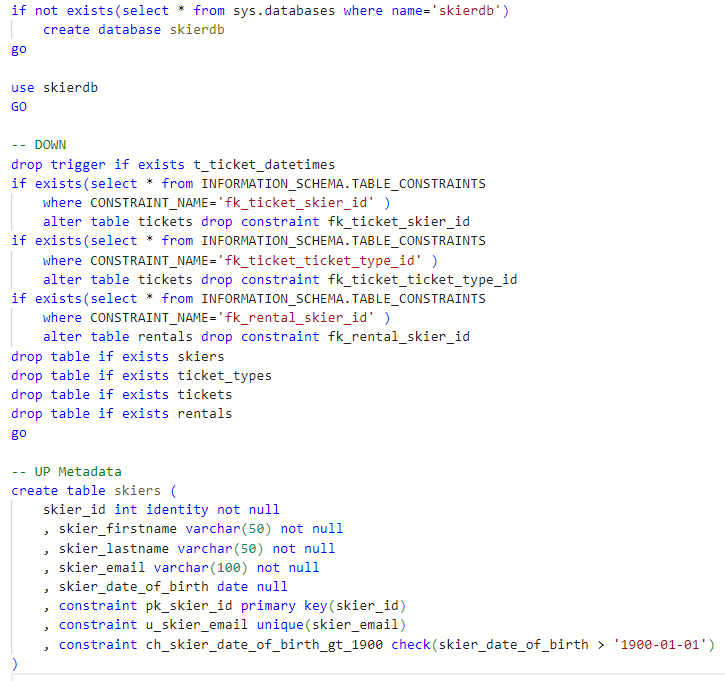 if not exists(select * from sys.databases where name='skierdb')
    create database skierdb
go

use skierdb
GO

-- DOWN
drop trigger if exists t_ticket_datetimes
if exists(select * from INFORMATION_SCHEMA.TABLE_CONSTRAINTS
    where CONSTRAINT_NAME='fk_ticket_skier_id' )
    alter table tickets drop constraint fk_ticket_skier_id
if exists(select * from INFORMATION_SCHEMA.TABLE_CONSTRAINTS
    where CONSTRAINT_NAME='fk_ticket_ticket_type_id' )
    alter table tickets drop constraint fk_ticket_ticket_type_id
if exists(select * from INFORMATION_SCHEMA.TABLE_CONSTRAINTS
    where CONSTRAINT_NAME='fk_rental_skier_id' )
    alter table rentals drop constraint fk_rental_skier_id
drop table if exists skiers
drop table if exists ticket_types
drop table if exists tickets
drop table if exists rentals
go

-- UP Metadata
create table skiers (
    skier_id int identity not null
    , skier_firstname varchar(50) not null
    , skier_lastname varchar(50) not null
    , skier_email varchar(100) not null
    , skier_date_of_birth date null
    , constraint pk_skier_id primary key(skier_id)
    , constraint u_skier_email unique(skier_email)
    , constraint ch_skier_date_of_birth_gt_1900 check(skier_date_of_birth > '1900-01-01')
)